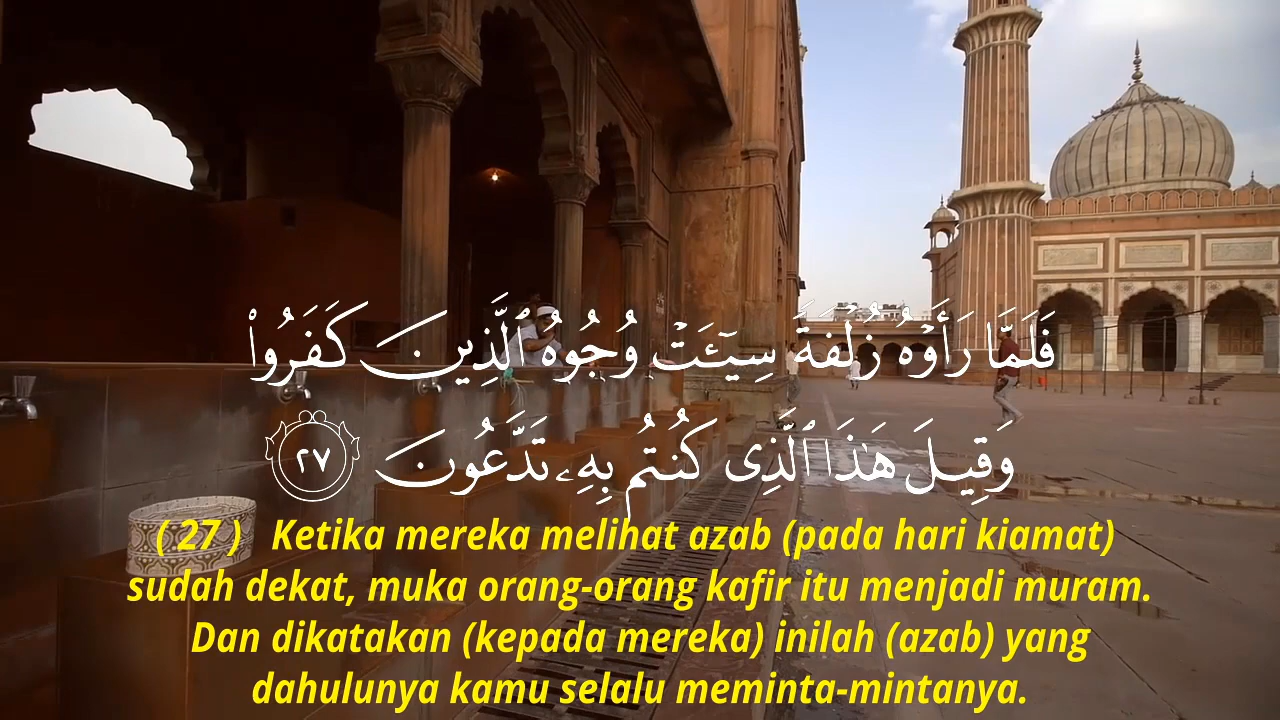 فَلَمَّا رَأَوْهُ زُلْفَةً سِيٓـَٔتْ وُجُوهُ ٱلَّذِينَ كَفَرُوا۟
وَقِيلَ هَـٰذَا ٱلَّذِى كُنتُم بِهِۦ تَدَّعُونَ ٢٧
( 27 ) Ketika mereka melihat azab (pada hari kiamat)
sudah dekat, muka orang-orang kafir itu menjadi muram.
Dan dikatakan (kepada mereka) inilah (azab) yang
dahulunya kamu selalu meminta-mintanya.